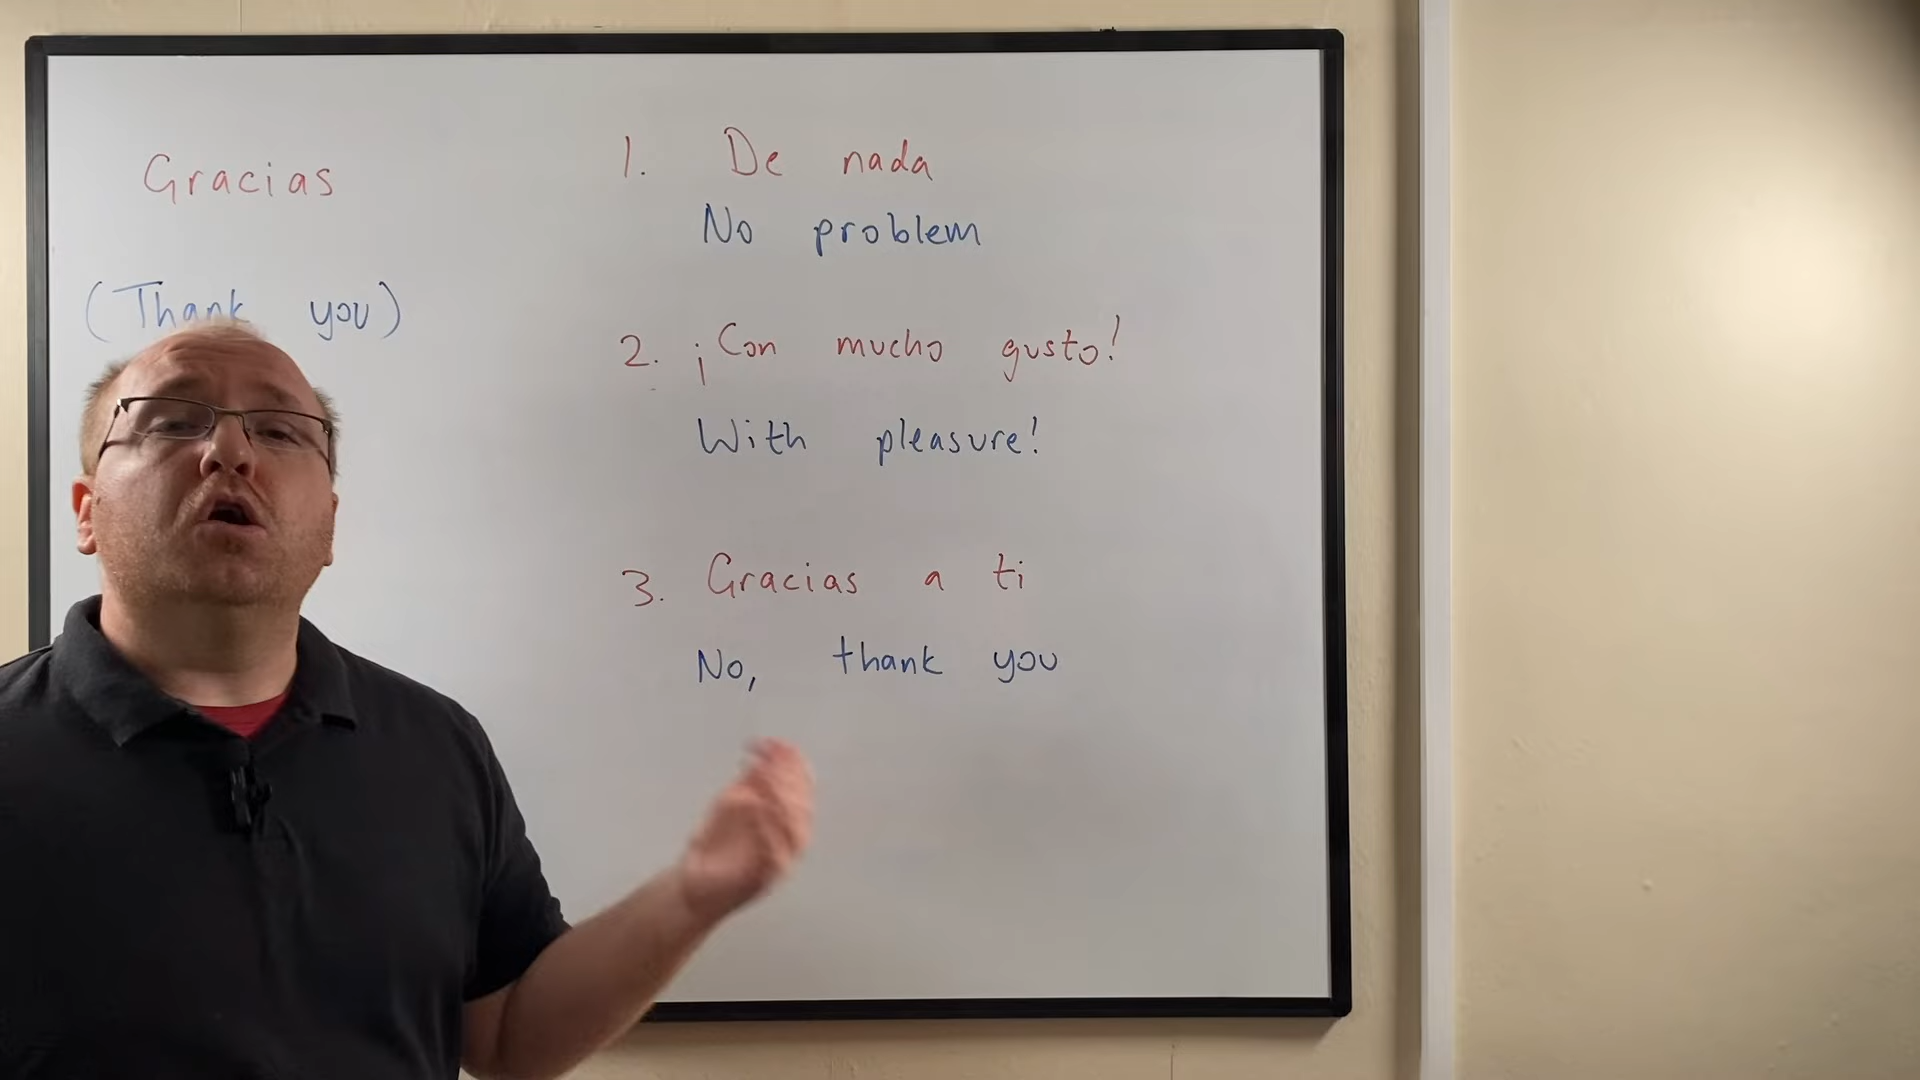 Gracias
(Thank you)
1. De nada
No problem
2. ¡Con mucho gusto!
With pleasure!
3. Gracias a ti
No, thank you